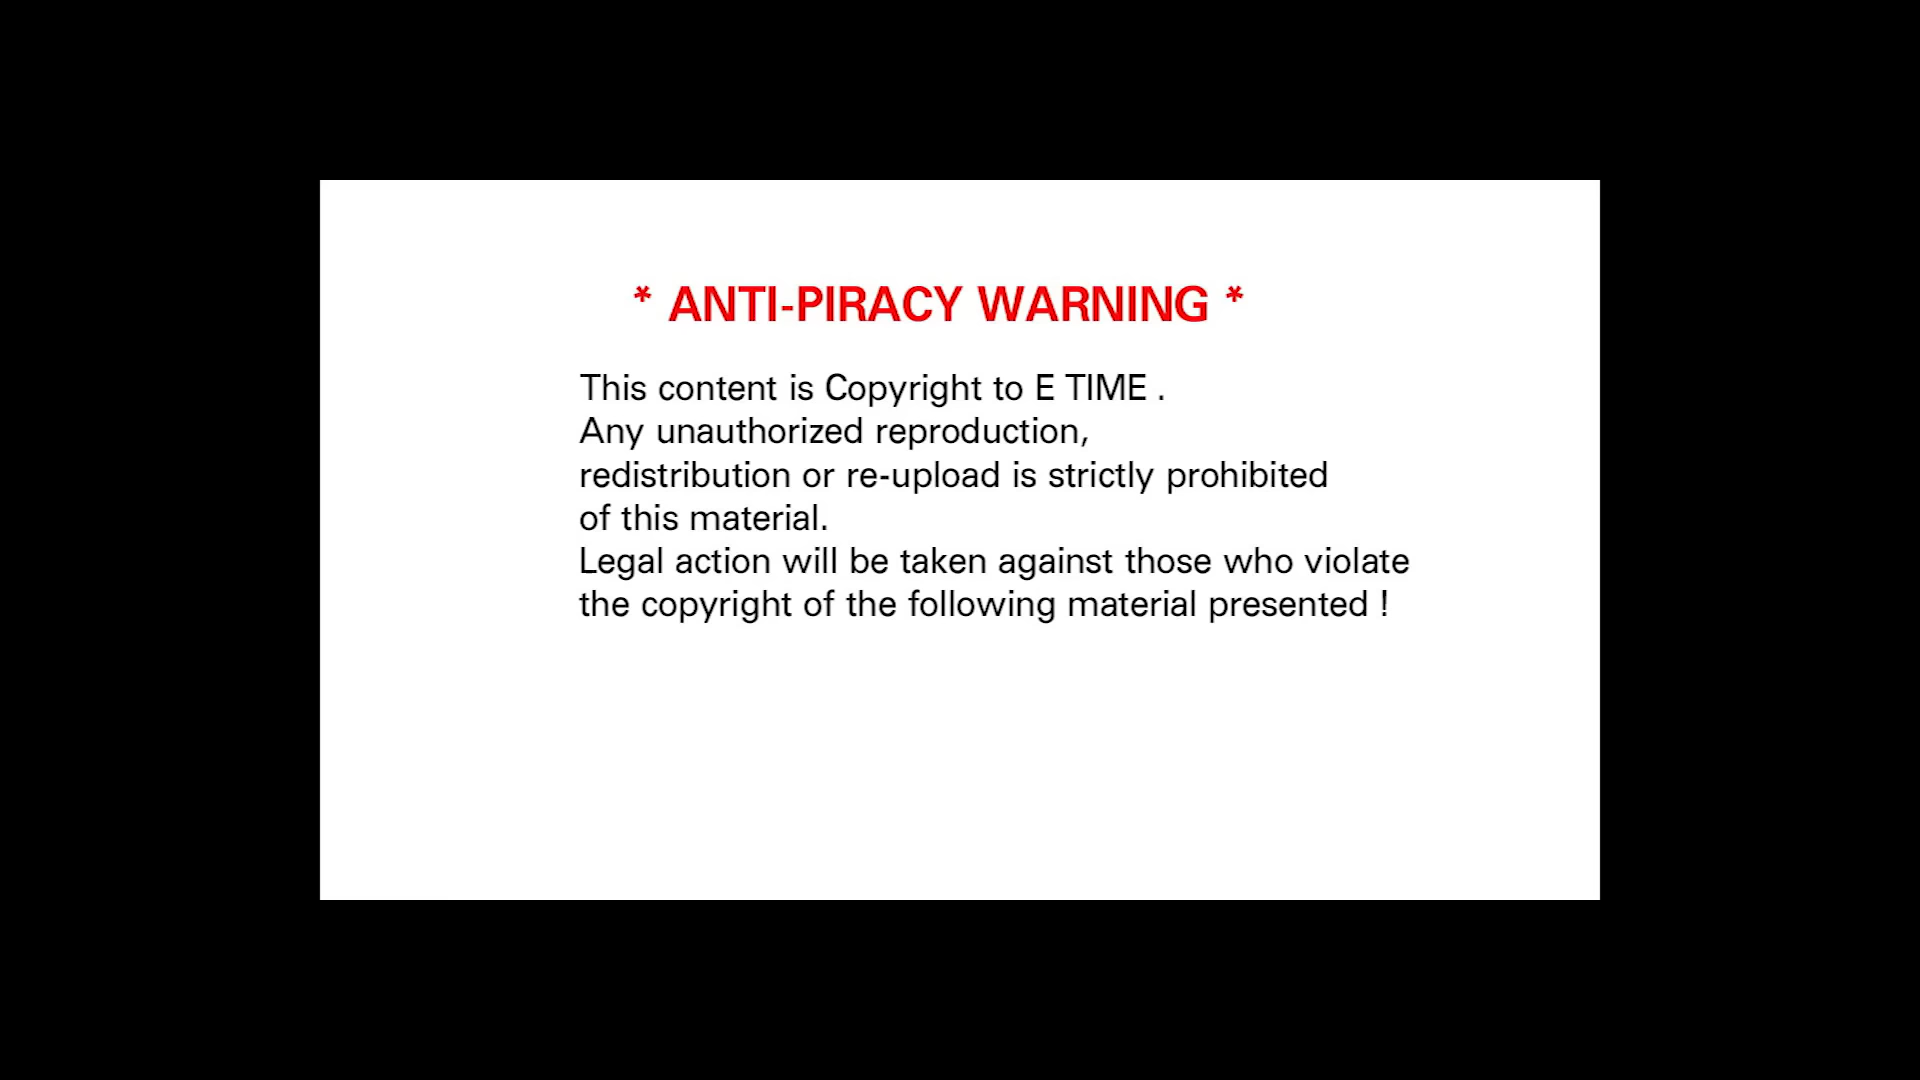 * ANTI-PIRACY WARNING *
This content is Copyright to E TIME .
Any unauthorized reproduction,
redistribution or re-upload is strictly prohibited
of this material.
Legal action will be taken against those who violate
the copyright of the following material presented !